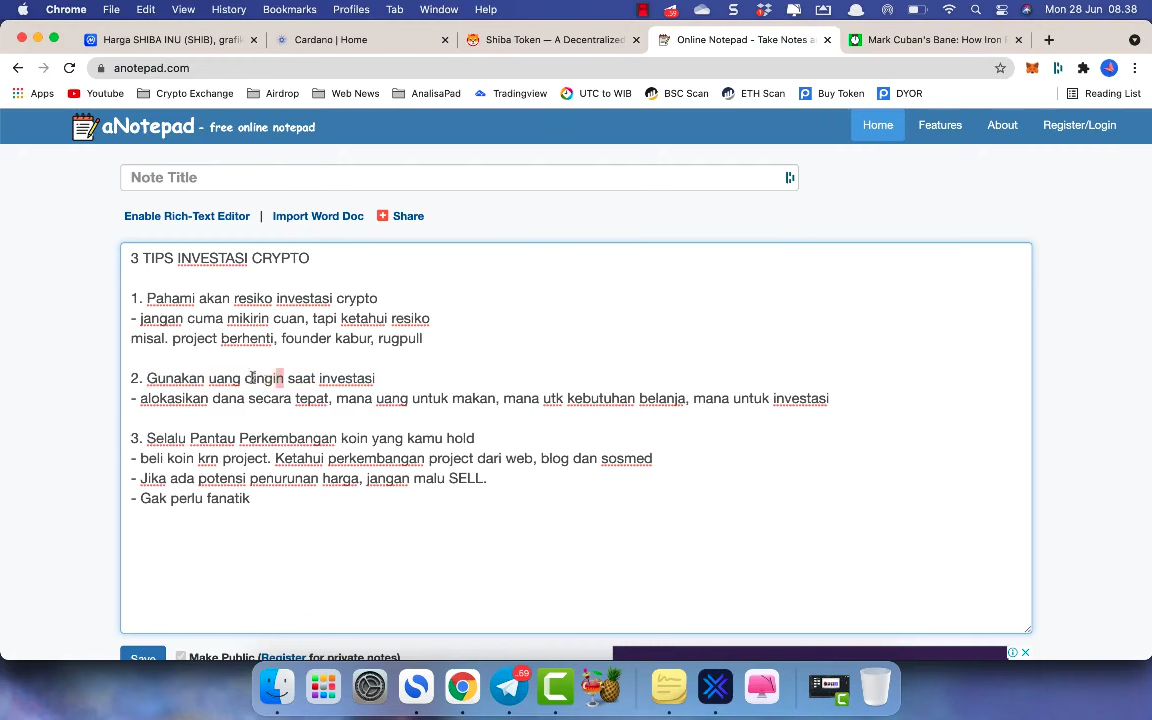 Chrome File Edit View History Bookmarks Profiles Tab Window Help Mon 28 Jun 08.38
Harga SHIBA INU (SHIB), grafik Cardano | Home Shiba Token — A Decentralized Online Notepad - Take Notes a Mark Cuban's Bane: How Iron F
anotepad.com
Apps Youtube Crypto Exchange Airdrop Web News AnalisaPad Tradingview UTC to WIB BSC Scan ETH Scan Buy Token DYOR Reading List
aNotepad - free online notepad Home Features About Register/Login
Note Title
Enable Rich-Text Editor | Import Word Doc Share
3 TIPS INVESTASI CRYPTO
1. Pahami akan resiko investasi crypto
- jangan cuma mikirin cuan, tapi ketahui resiko
misal. project berhenti, founder kabur, rugpull
2. Gunakan uang dingin saat investasi
- alokasikan dana secara tepat, mana uang untuk makan, mana utk kebutuhan belanja, mana untuk investasi
3. Selalu Pantau Perkembangan koin yang kamu hold
- beli koin krn project. Ketahui perkembangan project dari web, blog dan sosmed
- Jika ada potensi penurunan harga, jangan malu SELL.
- Gak perlu fanatik
Save Make Public (Register for private notes)
59